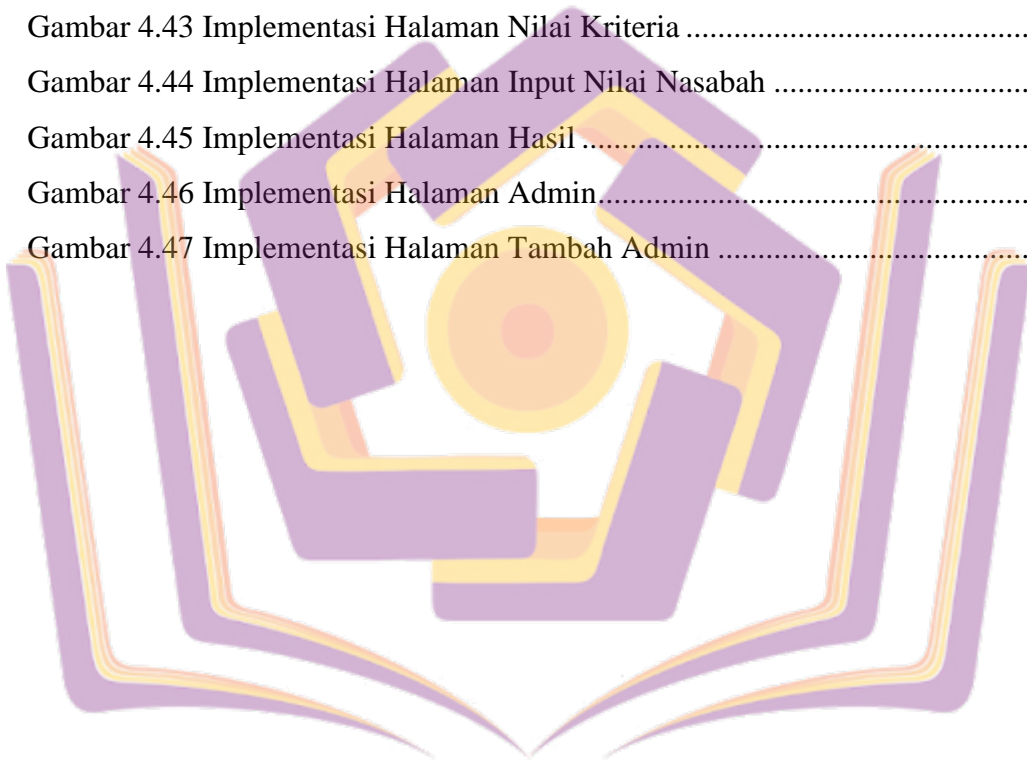 Gambar 4.43 Implementasi Halaman Nilai Kriteria ......................................
Gambar 4.44 Implementasi Halaman Input Nilai Nasabah ............................
Gambar 4.45 Implementasi Halaman Hasil .................................................
Gambar 4.46 Implementasi Halaman Admin...............................................
Gambar 4.47 Implementasi Halaman Tambah Admin ..................................